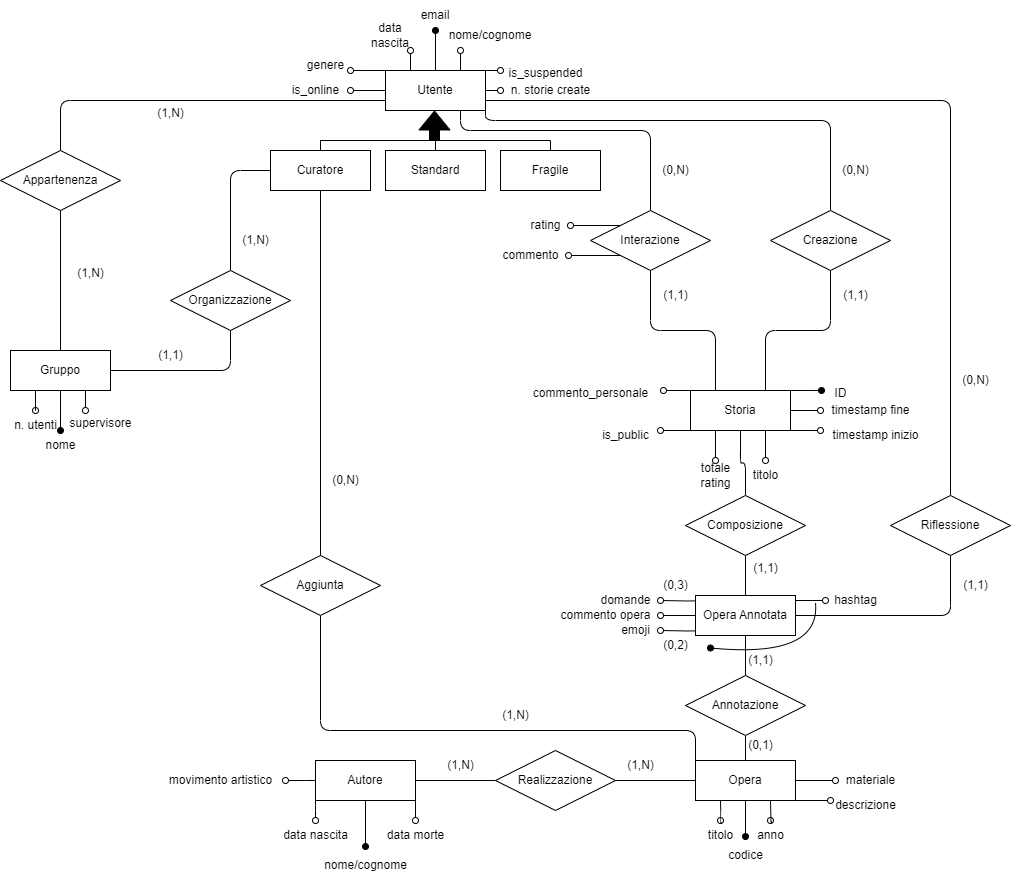 email
data
nascita
nome/cognome
genere
is_suspended
is_online
Utente
n. storie create
(1,N)
Curatore
Standard
Fragile
(0,N)
(0,N)
Appartenenza
rating
Interazione
Creazione
(1,N)
commento
(1,N)
Organizzazione
(1,1)
(1,1)
(1,1)
Gruppo
(0,N)
commento_personale
ID
Storia
timestamp fine
n. utenti
supervisore
is_public
timestamp inizio
nome
totale
rating
titolo
(0,N)
Composizione
Riflessione
(1,1)
Aggiunta
(0,3)
(1,1)
domande
hashtag
commento opera
Opera Annotata
emoji
(0,2)
(1,1)
Annotazione
(1,N)
(0,1)
(1,N)
(1,N)
movimento artistico
Autore
Realizzazione
Opera
materiale
descrizione
data nascita
data morte
titolo
anno
nome/cognome
codice